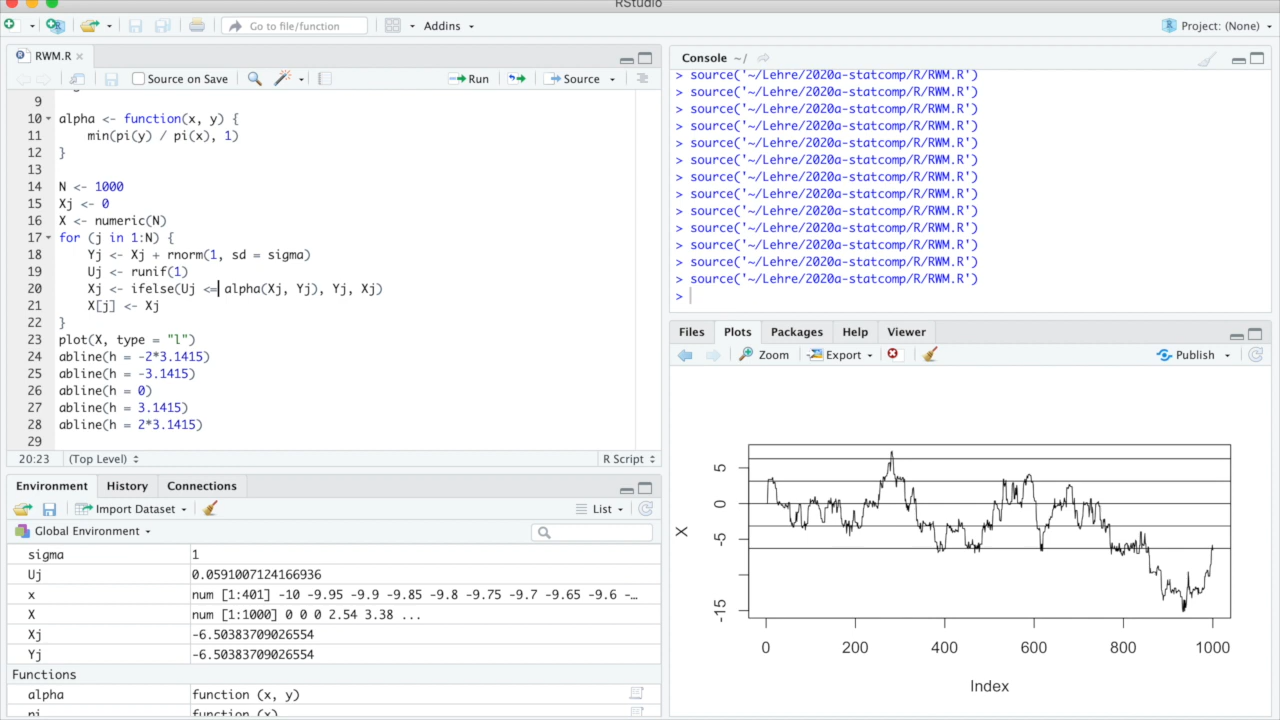 RStudio
Go to file/function
Addins
Project: (None)
RWM.R
Source on Save
Run
Source
9
10 alpha <- function(x, y) {
11 min(pi(y) / pi(x), 1)
12 }
13
14 N <- 1000
15 Xj <- 0
16 X <- numeric(N)
17 for (j in 1:N) {
18 Yj <- Xj + rnorm(1, sd = sigma)
19 Uj <- runif(1)
20 Xj <- ifelse(Uj <= alpha(Xj, Yj), Yj, Xj)
21 X[j] <- Xj
22 }
23 plot(X, type = "l")
24 abline(h = -2*3.1415)
25 abline(h = -3.1415)
26 abline(h = 0)
27 abline(h = 3.1415)
28 abline(h = 2*3.1415)
29
20:23 (Top Level) R Script
Environment History Connections
Import Dataset List
Global Environment
sigma 1
Uj 0.0591007124166936
x num [1:401] -10 -9.95 -9.9 -9.85 -9.8 -9.75 -9.7 -9.65 -9.6 -…
X num [1:1000] 0 0 0 2.54 3.38 ...
Xj -6.50383709026554
Yj -6.50383709026554
Functions
alpha function (x, y)
pi function (x)
Console ~/
> source('~/Lehre/2020a-statcomp/R/RWM.R')
> source('~/Lehre/2020a-statcomp/R/RWM.R')
> source('~/Lehre/2020a-statcomp/R/RWM.R')
> source('~/Lehre/2020a-statcomp/R/RWM.R')
> source('~/Lehre/2020a-statcomp/R/RWM.R')
> source('~/Lehre/2020a-statcomp/R/RWM.R')
> source('~/Lehre/2020a-statcomp/R/RWM.R')
> source('~/Lehre/2020a-statcomp/R/RWM.R')
> source('~/Lehre/2020a-statcomp/R/RWM.R')
> source('~/Lehre/2020a-statcomp/R/RWM.R')
> source('~/Lehre/2020a-statcomp/R/RWM.R')
> source('~/Lehre/2020a-statcomp/R/RWM.R')
> source('~/Lehre/2020a-statcomp/R/RWM.R')
>
Files Plots Packages Help Viewer
Zoom Export Publish
X
5
0
-5
-15
0 200 400 600 800 1000
Index